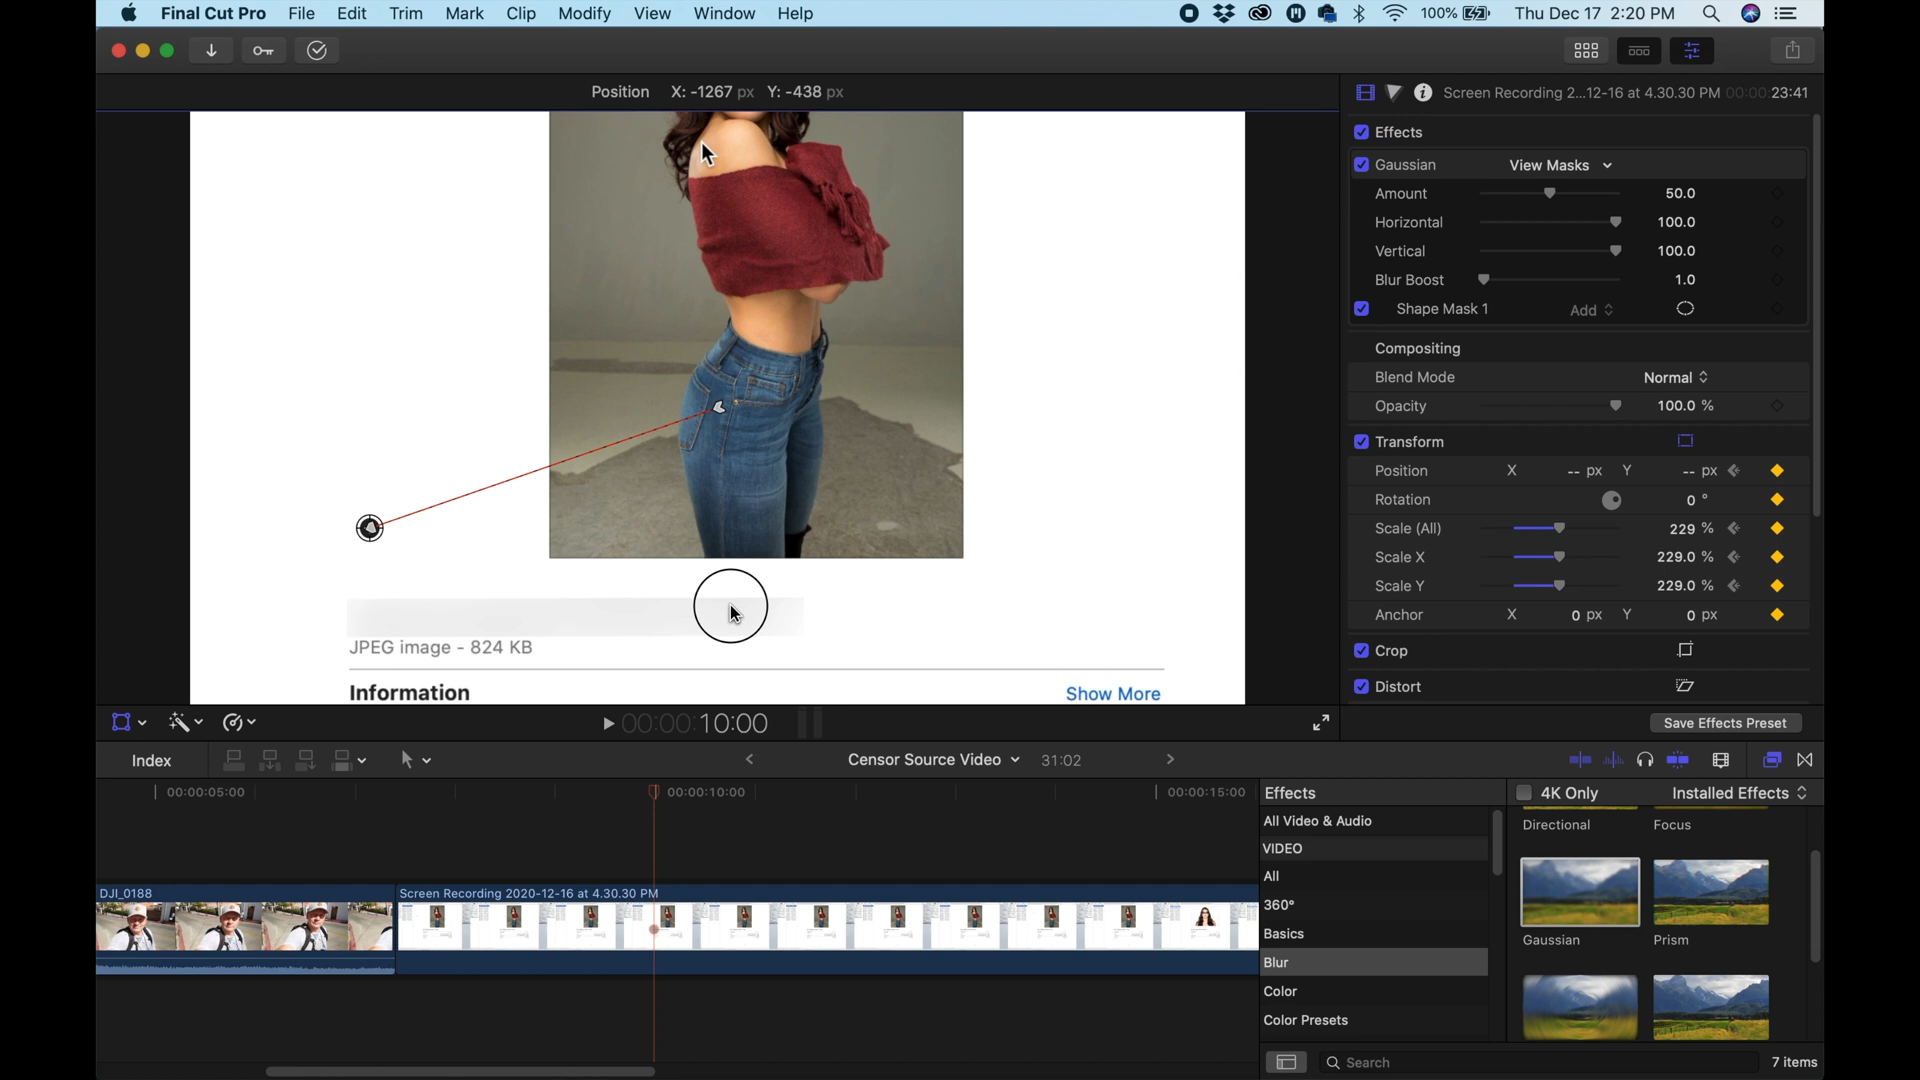 Final Cut Pro File Edit Trim Mark Clip Modify View Window Help 100% Thu Dec 17 2:20 PM
Position X: -1267 px Y: -438 px
Screen Recording 2...12-16 at 4.30.30 PM 00:00:23:41
Effects
Gaussian View Masks
Amount 50.0
Horizontal 100.0
Vertical 100.0
Blur Boost 1.0
Shape Mask 1 Add
Compositing
Blend Mode Normal
Opacity 100.0 %
Transform
Position X -- px Y -- px
Rotation 0 °
Scale (All) 229 %
Scale X 229.0 %
Scale Y 229.0 %
Anchor X 0 px Y 0 px
Crop
Distort
Save Effects Preset
JPEG image - 824 KB
Information Show More
00:00:10:00
Index Censor Source Video 31:02
00:00:05:00 00:00:10:00 00:00:15:00
DJI_0188 Screen Recording 2020-12-16 at 4.30.30 PM
Effects 4K Only Installed Effects
All Video & Audio
VIDEO
All
360°
Basics
Blur
Color
Color Presets
Directional Focus
Gaussian Prism
Search 7 items